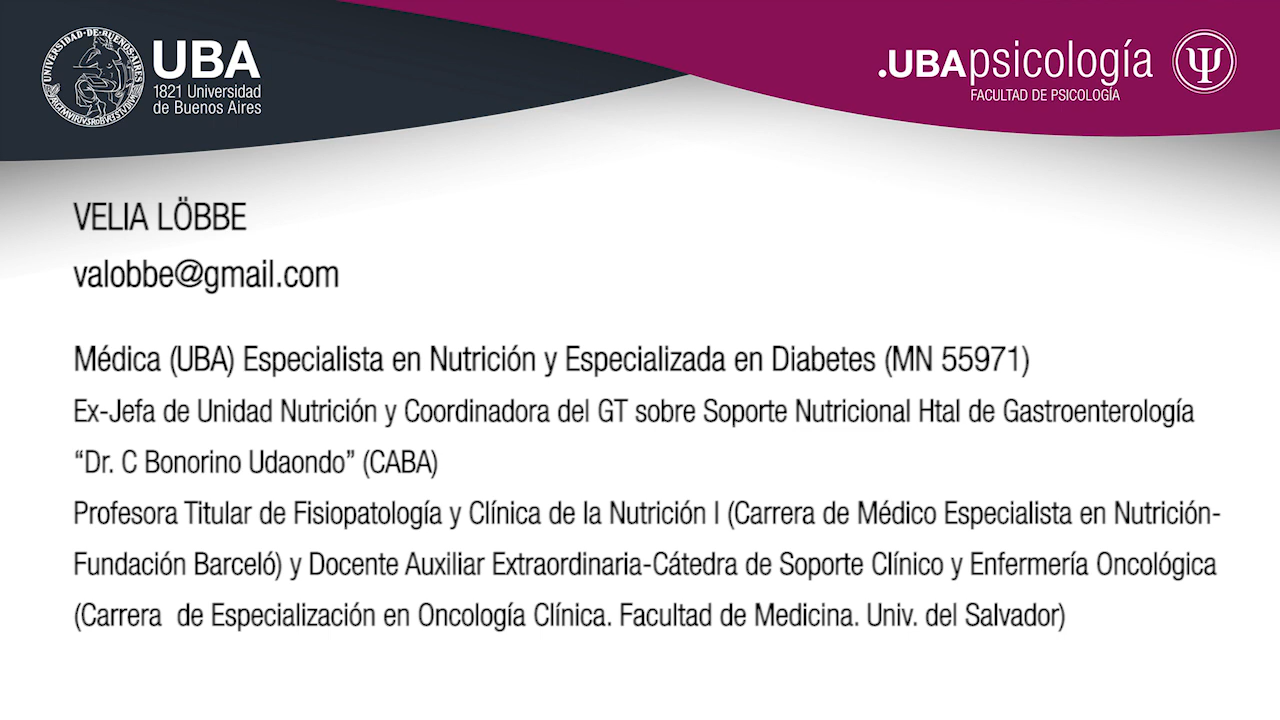 UNIVERSIDAD·DE·BUENOS·AIRES
UBA
1821 Universidad
de Buenos Aires
.UBApsicología
FACULTAD DE PSICOLOGÍA
Ψ
VELIA LÖBBE
valobbe@gmail.com
Médica (UBA) Especialista en Nutrición y Especializada en Diabetes (MN 55971)
Ex-Jefa de Unidad Nutrición y Coordinadora del GT sobre Soporte Nutricional Htal de Gastroenterología
“Dr. C Bonorino Udaondo” (CABA)
Profesora Titular de Fisiopatología y Clínica de la Nutrición I (Carrera de Médico Especialista en Nutrición-
Fundación Barceló) y Docente Auxiliar Extraordinaria-Cátedra de Soporte Clínico y Enfermería Oncológica
(Carrera  de Especialización en Oncología Clínica. Facultad de Medicina. Univ. del Salvador)